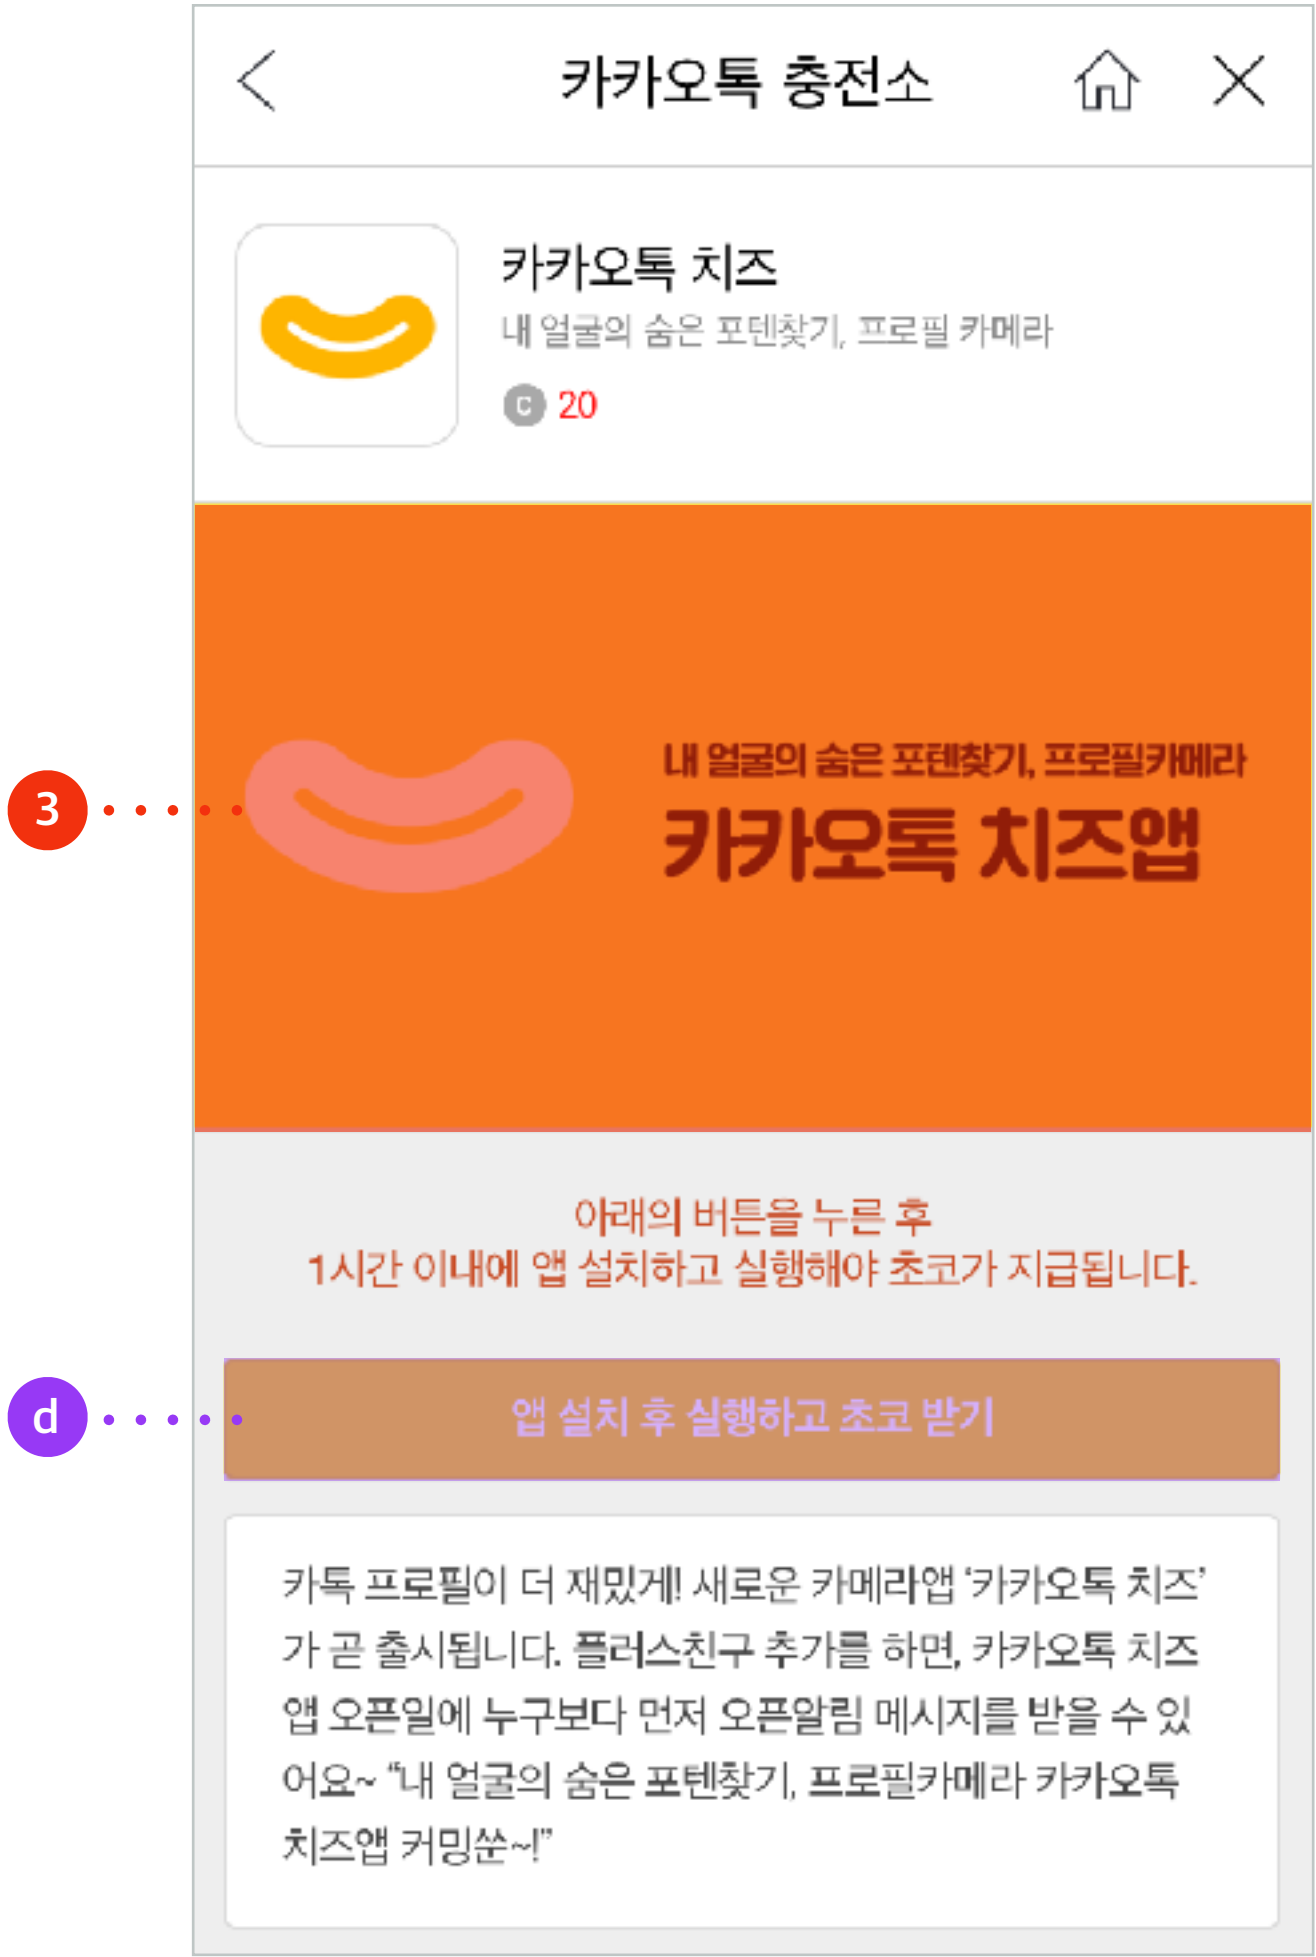 카카오톡 충전소
카카오톡 치즈
내 얼굴의 숨은 포텐찾기, 프로필 카메라
C 20
내 얼굴의 숨은 포텐찾기, 프로필카메라
3
카카오톡 치즈앱
아래의 버튼을 누른 후
1시간 이내에 앱 설치하고 실행해야 초코가 지급됩니다.
d
앱 설치 후 실행하고 초코 받기
카톡 프로필이 더 재밌게! 새로운 카메라앱 ‘카카오톡 치즈’
가 곧 출시됩니다. 플러스친구 추가를 하면, 카카오톡 치즈
앱 오픈일에 누구보다 먼저 오픈알림 메시지를 받을 수 있
어요~ “내 얼굴의 숨은 포텐찾기, 프로필카메라 카카오톡
치즈앱 커밍쑨~!”